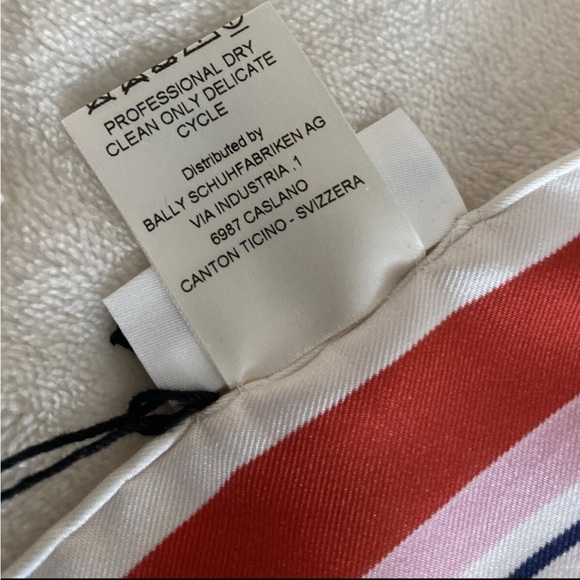 PROFESSIONAL DRY
CLEAN ONLY DELICATE
CYCLE
Distributed by
BALLY SCHUHFABRIKEN AG
VIA INDUSTRIA ,1
6987 CASLANO
CANTON TICINO - SVIZZERA